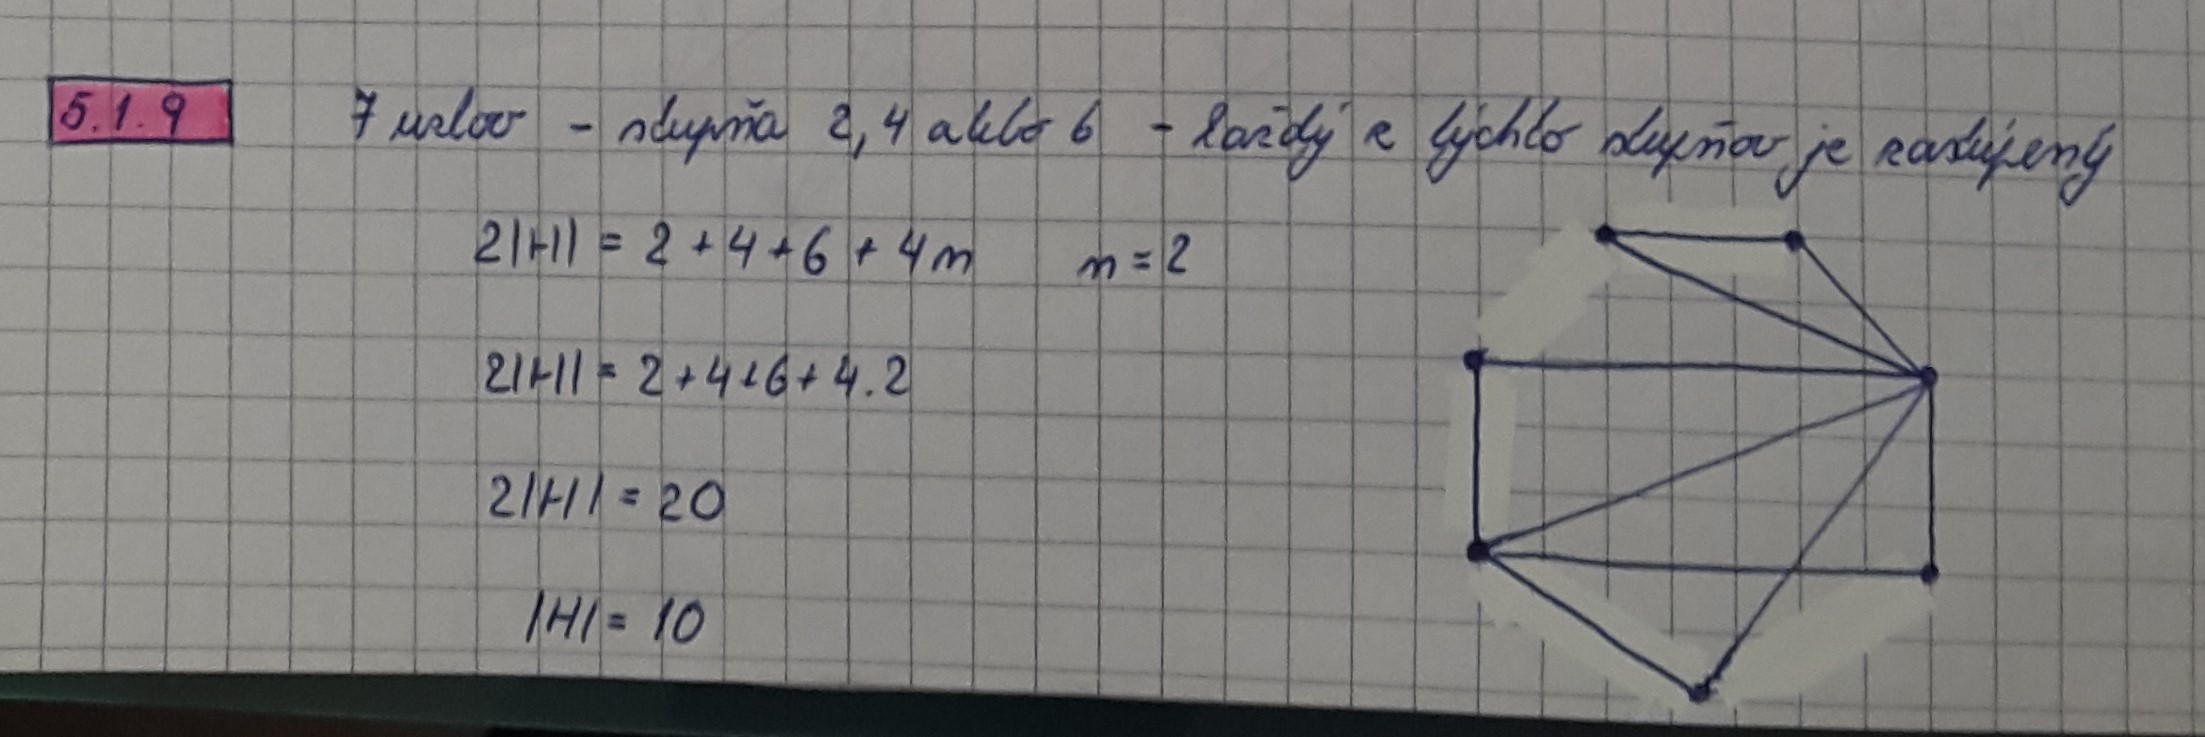 5.1.9 7 uzlov - stupňa 2, 4 alebo 6 - každý z týchto stupňov je zastúpený
2|H| = 2 + 4 + 6 + 4n n = 2
2|H| = 2 + 4 + 6 + 4.2
2|H| = 20
|H| = 10